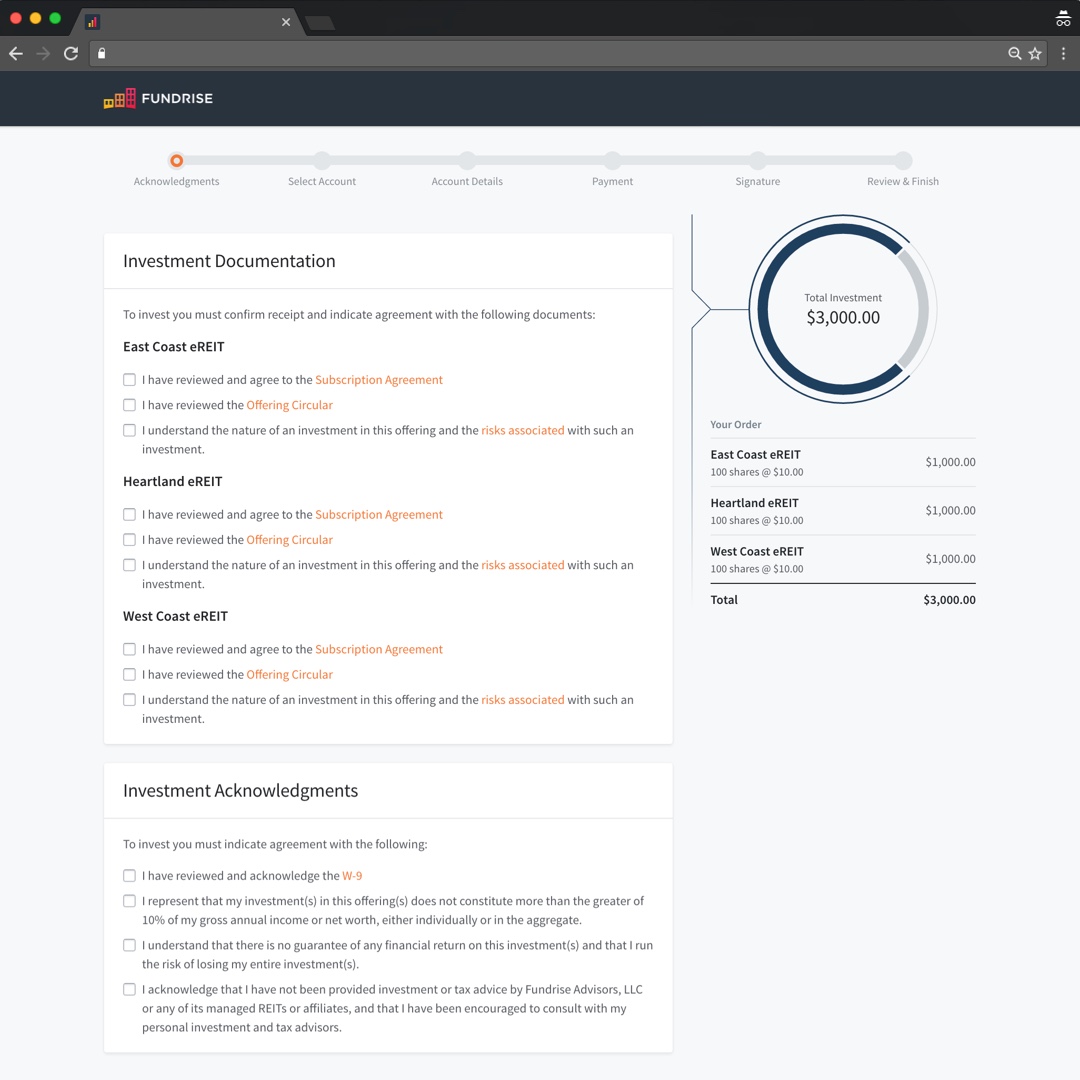 FUNDRISE
Acknowledgments
Select Account
Account Details
Payment
Signature
Review & Finish
Investment Documentation
To invest you must confirm receipt and indicate agreement with the following documents:
East Coast eREIT
I have reviewed and agree to the Subscription Agreement
I have reviewed the Offering Circular
I understand the nature of an investment in this offering and the risks associated with such an
investment.
Heartland eREIT
I have reviewed and agree to the Subscription Agreement
I have reviewed the Offering Circular
I understand the nature of an investment in this offering and the risks associated with such an
investment.
West Coast eREIT
I have reviewed and agree to the Subscription Agreement
I have reviewed the Offering Circular
I understand the nature of an investment in this offering and the risks associated with such an
investment.
Investment Acknowledgments
To invest you must indicate agreement with the following:
I have reviewed and acknowledge the W-9
I represent that my investment(s) in this offering(s) does not constitute more than the greater of
10% of my gross annual income or net worth, either individually or in the aggregate.
I understand that there is no guarantee of any financial return on this investment(s) and that I run
the risk of losing my entire investment(s).
I acknowledge that I have not been provided investment or tax advice by Fundrise Advisors, LLC
or any of its managed REITs or affiliates, and that I have been encouraged to consult with my
personal investment and tax advisors.
Total Investment
$3,000.00
Your Order
East Coast eREIT
100 shares @ $10.00
$1,000.00
Heartland eREIT
100 shares @ $10.00
$1,000.00
West Coast eREIT
100 shares @ $10.00
$1,000.00
Total
$3,000.00